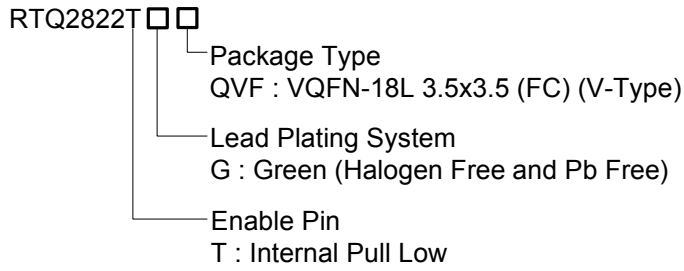 RTQ2822T□□
Package Type
QVF : VQFN-18L 3.5x3.5 (FC) (V-Type)
Lead Plating System
G : Green (Halogen Free and Pb Free)
Enable Pin
T : Internal Pull Low